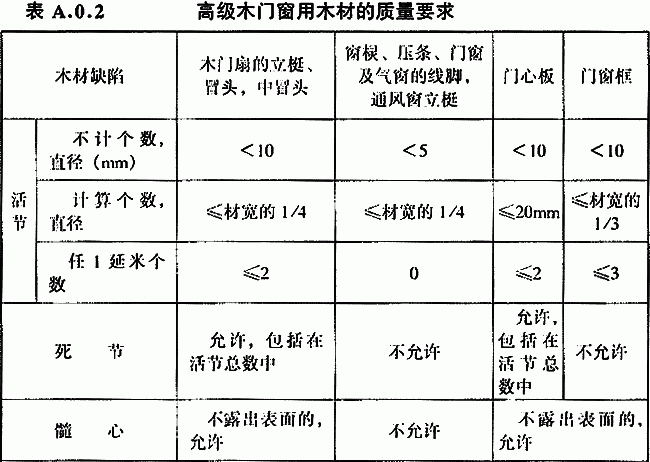 表 A.0.2 高级木门窗用木材的质量要求
木材缺陷
木门扇的立梃、
冒头，中冒头
窗棂、压条、门窗
及气窗的线脚，
通风窗立梃
门心板
门窗框
活
节
不计个数，
直径（mm）
<10
<5
<10
<10
计算个数，
直径
≤材宽的 1/4
≤材宽的 1/4
≤20mm
≤材宽的
1/3
任 1 延米个
数
≤2
0
≤2
≤3
死 节
允许，包括在
活节总数中
不允许
允许，
包括在
活节总
数中
不允许
髓 心
不露出表面的，
允许
不允许
不露出表面的，
允许